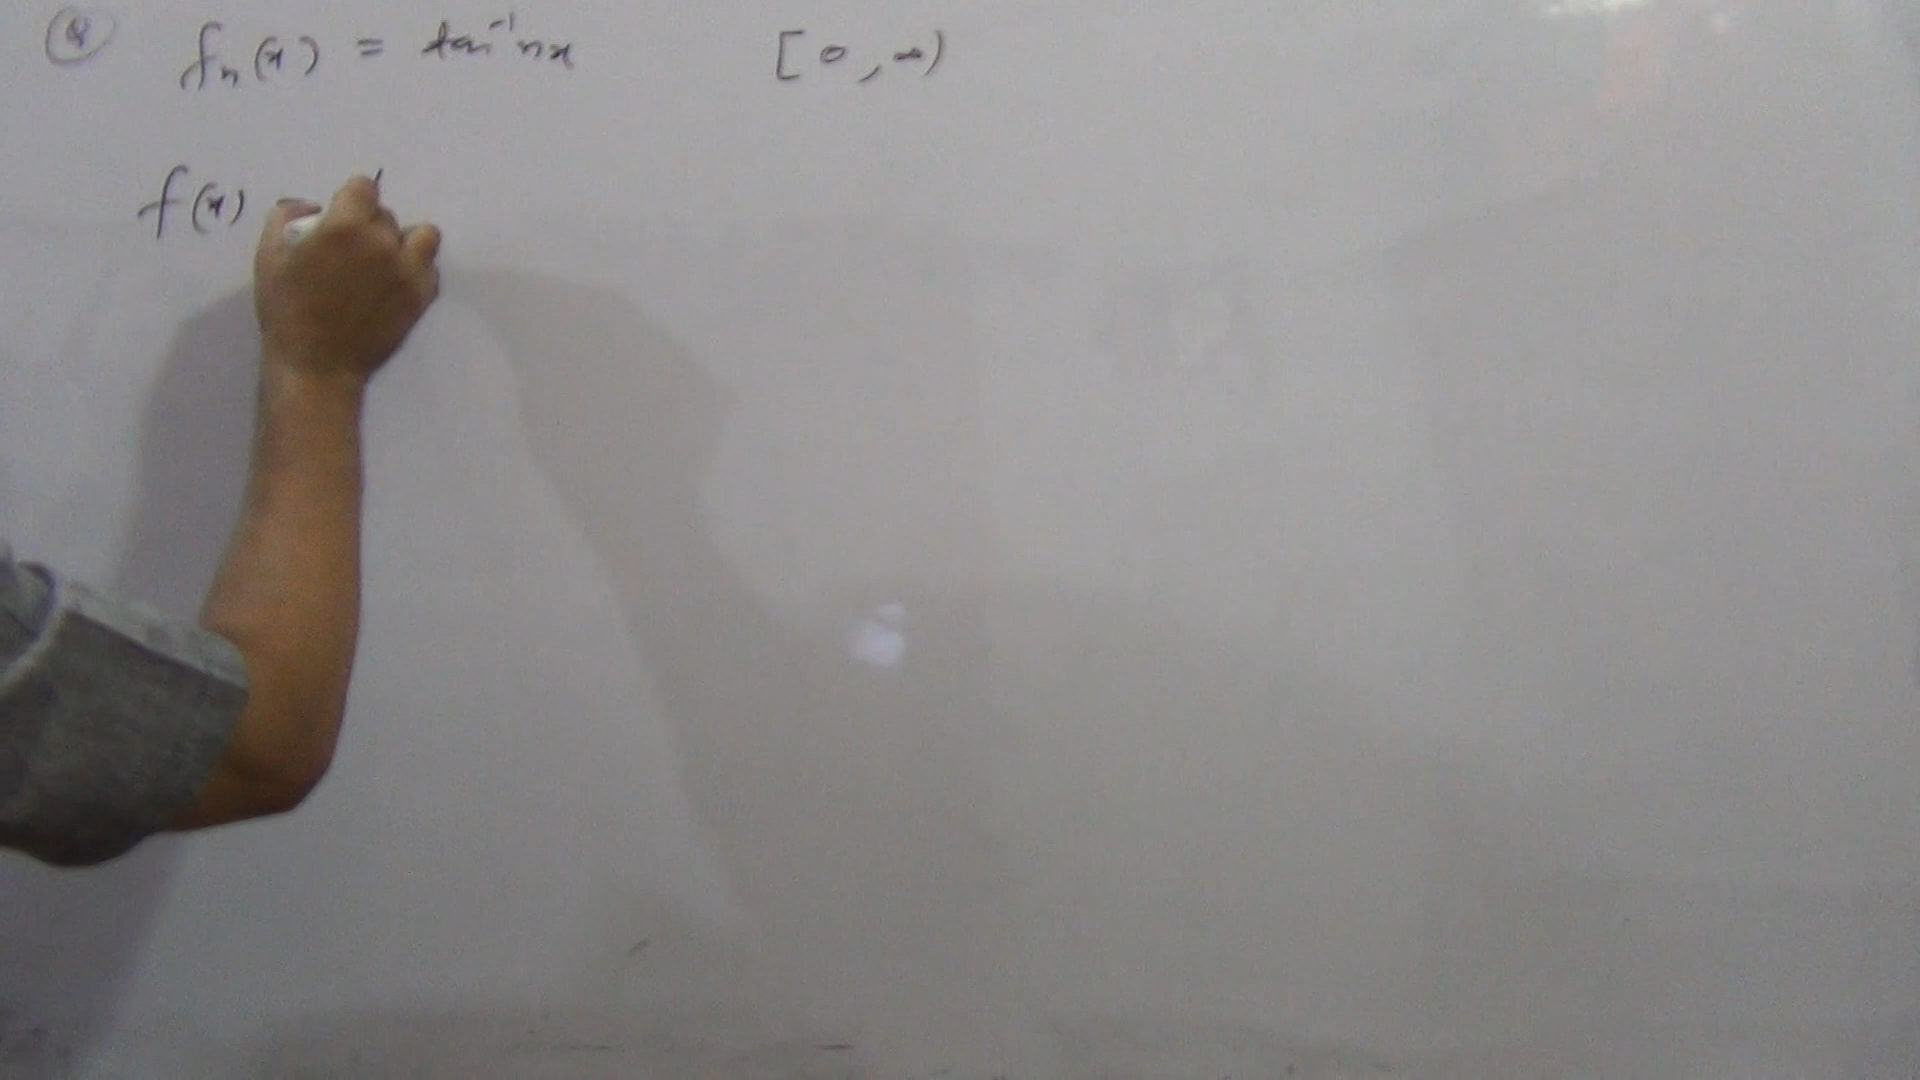 Q fₙ(x) = tan⁻¹nx [0,∞)
f(x) =